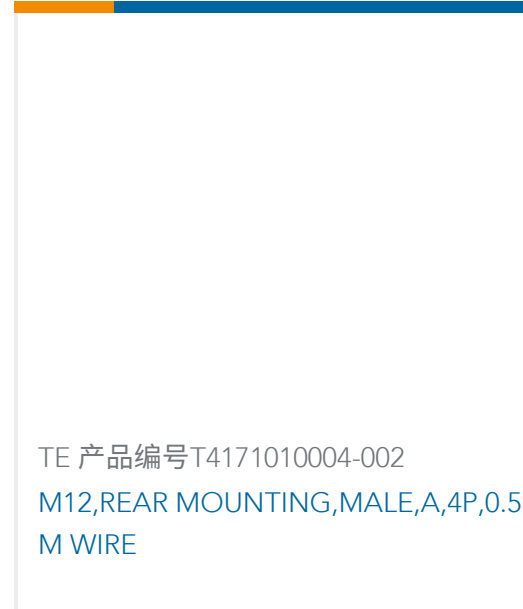 TE 产品编号T4171010004-002
M12,REAR MOUNTING,MALE,A,4P,0.5
M WIRE